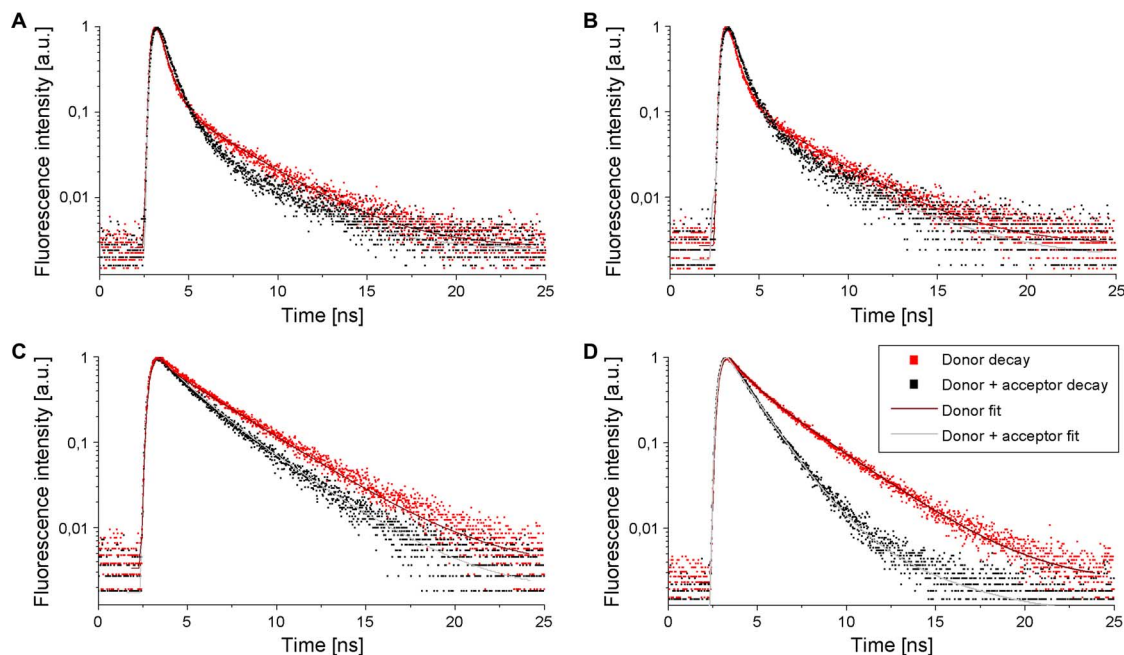 A
B
Fluorescence intensity [a.u.]
1
0,1
0,01
0 5 10 15 20 25
Time [ns]
Fluorescence intensity [a.u.]
1
0,1
0,01
0 5 10 15 20 25
Time [ns]
C
D
Fluorescence intensity [a.u.]
1
0,1
0,01
0 5 10 15 20 25
Time [ns]
Fluorescence intensity [a.u.]
1
0,1
0,01
0 5 10 15 20 25
Time [ns]
Donor decay
Donor + acceptor decay
Donor fit
Donor + acceptor fit